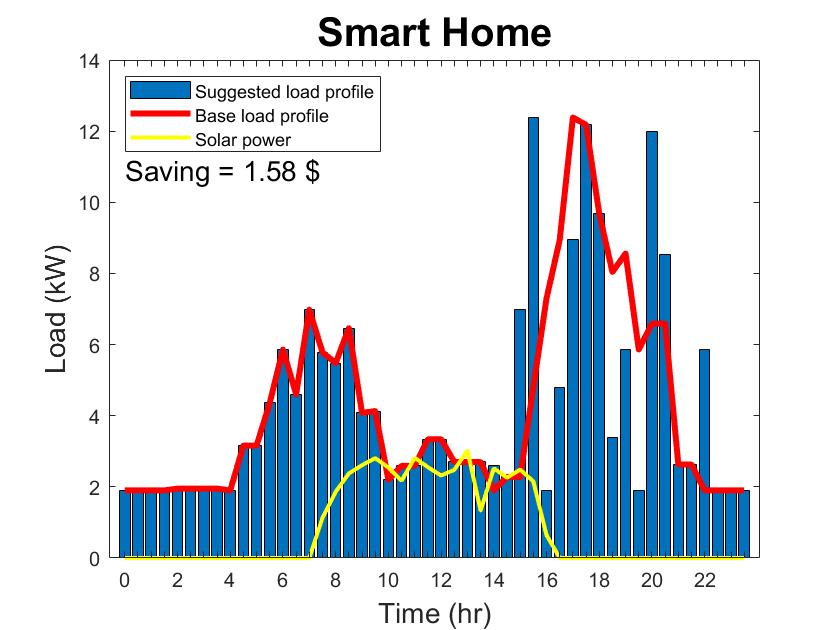 Smart Home
14
12
10
8
6
4
2
0
Load (kW)
Suggested load profile
Base load profile
Solar power
Saving = 1.58 $
0 2 4 6 8 10 12 14 16 18 20 22
Time (hr)